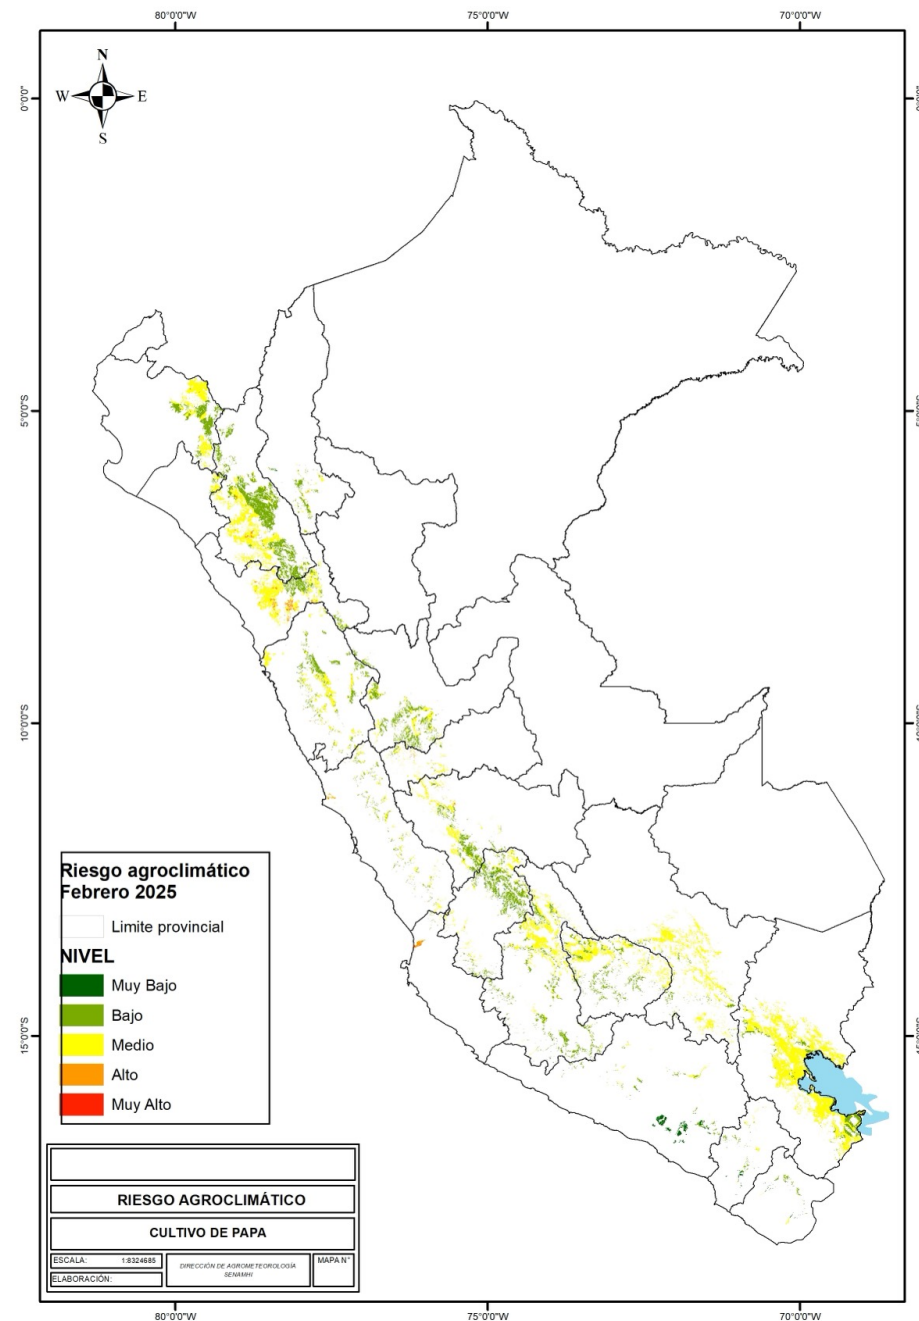 80°0'0"W 75°0'0"W 70°0'0"W
N
W E
S
0°0'0"
5°0'0"S
10°0'0"S
15°0'0"S
Riesgo agroclimático
Febrero 2025
Limite provincial
NIVEL
Muy Bajo
Bajo
Medio
Alto
Muy Alto
RIESGO AGROCLIMÁTICO
CULTIVO DE PAPA
ESCALA: 1:8324685
ELABORACIÓN:
DIRECCIÓN DE AGROMETEOROLOGÍA
SENAMHI
MAPA N°
80°0'0"W 75°0'0"W 70°0'0"W